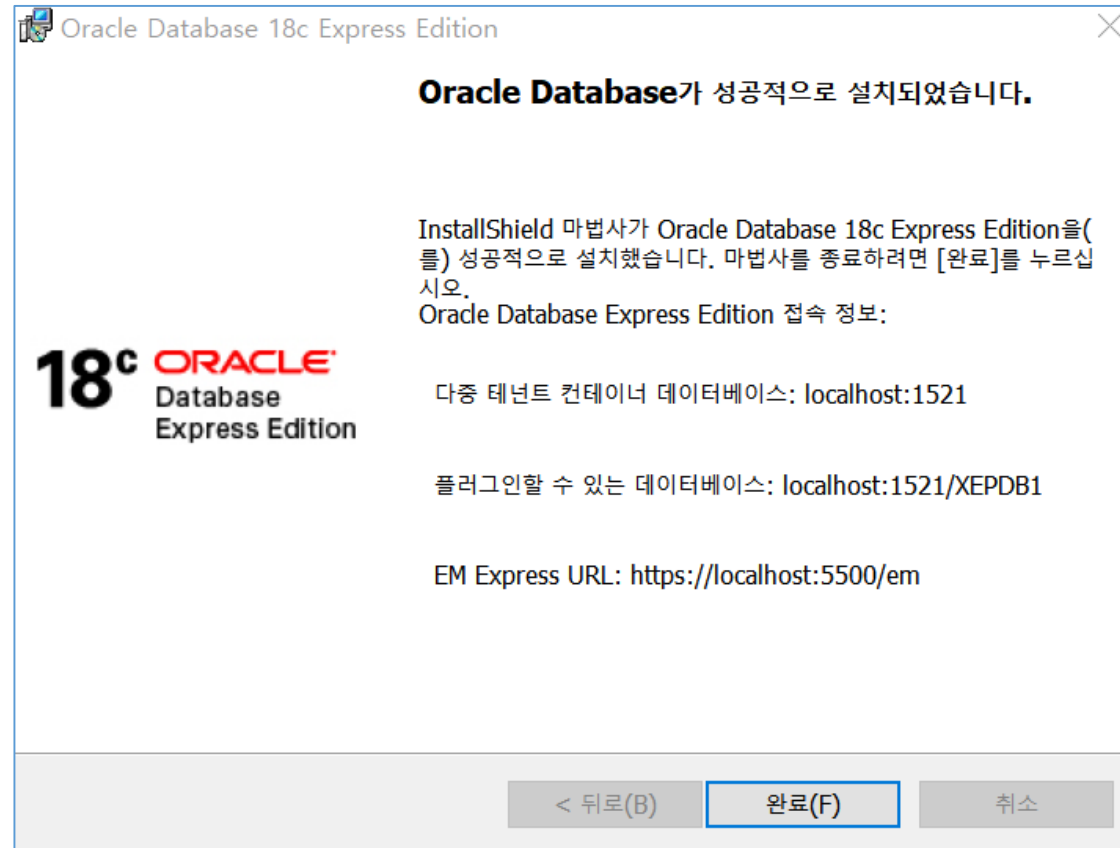 Oracle Database 18c Express Edition
Oracle Database가 성공적으로 설치되었습니다.
InstallShield 마법사가 Oracle Database 18c Express Edition을(
를) 성공적으로 설치했습니다. 마법사를 종료하려면 [완료]를 누르십
시오.
Oracle Database Express Edition 접속 정보:
18c ORACLE
Database
Express Edition
다중 테넌트 컨테이너 데이터베이스: localhost:1521
플러그인할 수 있는 데이터베이스: localhost:1521/XEPDB1
EM Express URL: https://localhost:5500/em
< 뒤로(B)
완료(F)
취소